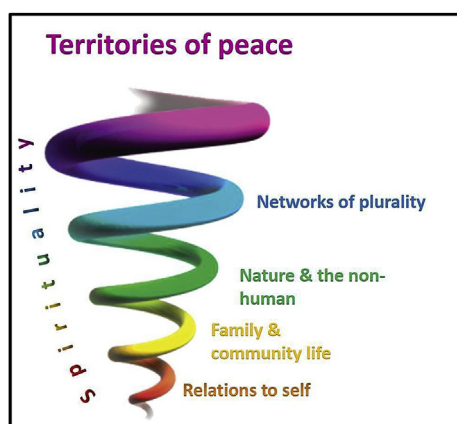 Territories of peace
Spirituality
Networks of plurality
Nature & the non-
human
Family &
community life
Relations to self